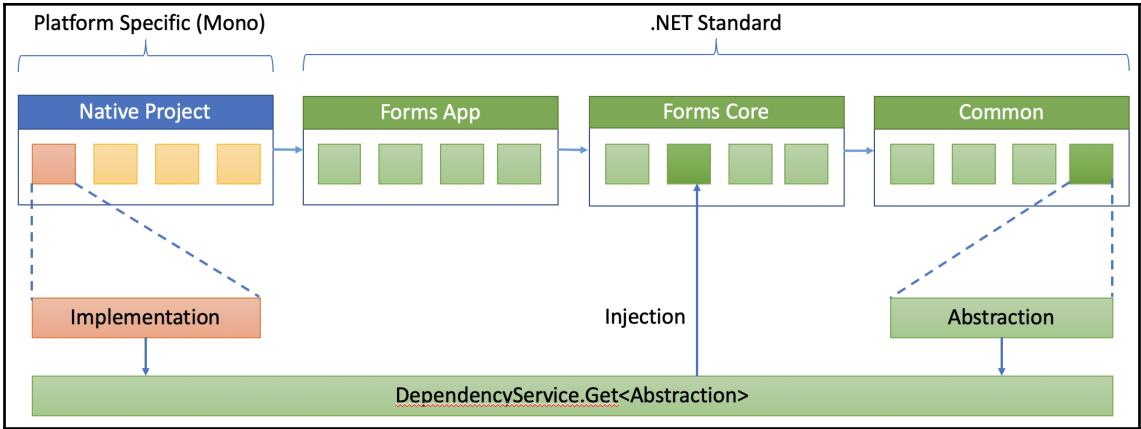 Platform Specific (Mono)
.NET Standard
Native Project
Forms App
Forms Core
Common
Implementation
Injection
Abstraction
DependencyService.Get<Abstraction>